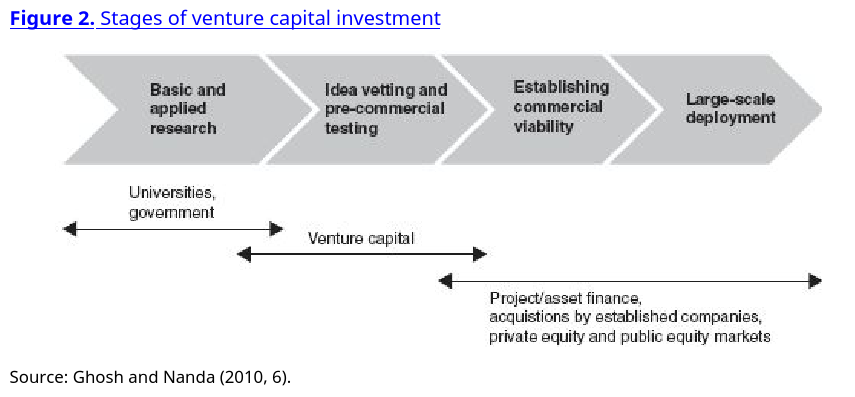 Figure 2. Stages of venture capital investment
Basic and
applied
research
Idea vetting and
pre-commercial
testing
Establishing
commercial
viability
Large-scale
deployment
Universities,
government
Venture capital
Project/asset finance,
acquistions by established companies,
private equity and public equity markets
Source: Ghosh and Nanda (2010, 6).